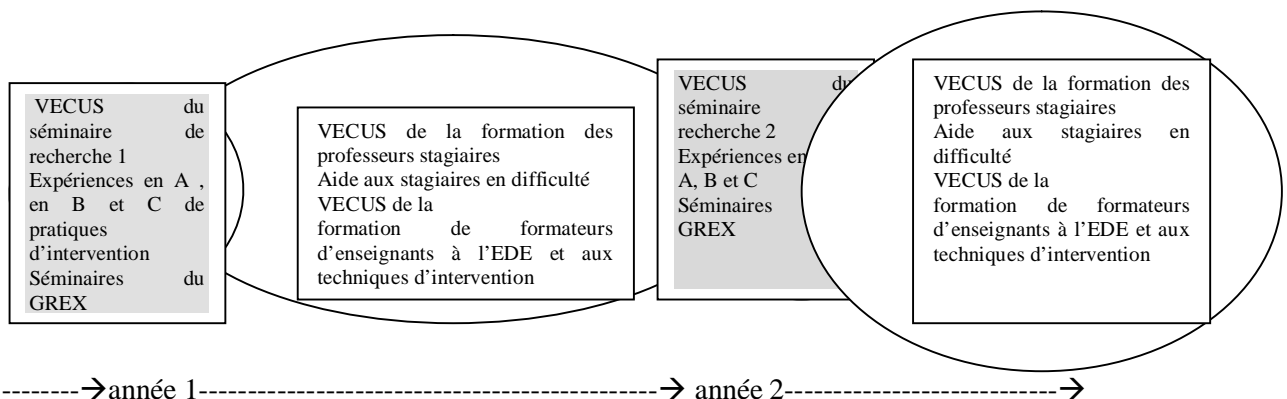 VECUS du
séminaire de
recherche 1
Expériences en A ,
en B et C de
pratiques
d’intervention
Séminaires du
GREX
VECUS de la formation des
professeurs stagiaires
Aide aux stagiaires en difficulté
VECUS de la
formation de formateurs
d’enseignants à l’EDE et aux
techniques d’intervention
VECUS du
séminaire
recherche 2
Expériences en
A, B et C
Séminaires
GREX
VECUS de la formation des
professeurs stagiaires
Aide aux stagiaires en
difficulté
VECUS de la
formation de formateurs
d’enseignants à l’EDE et aux
techniques d’intervention
--------→année 1-----------------------------------------------→ année 2----------------------------→